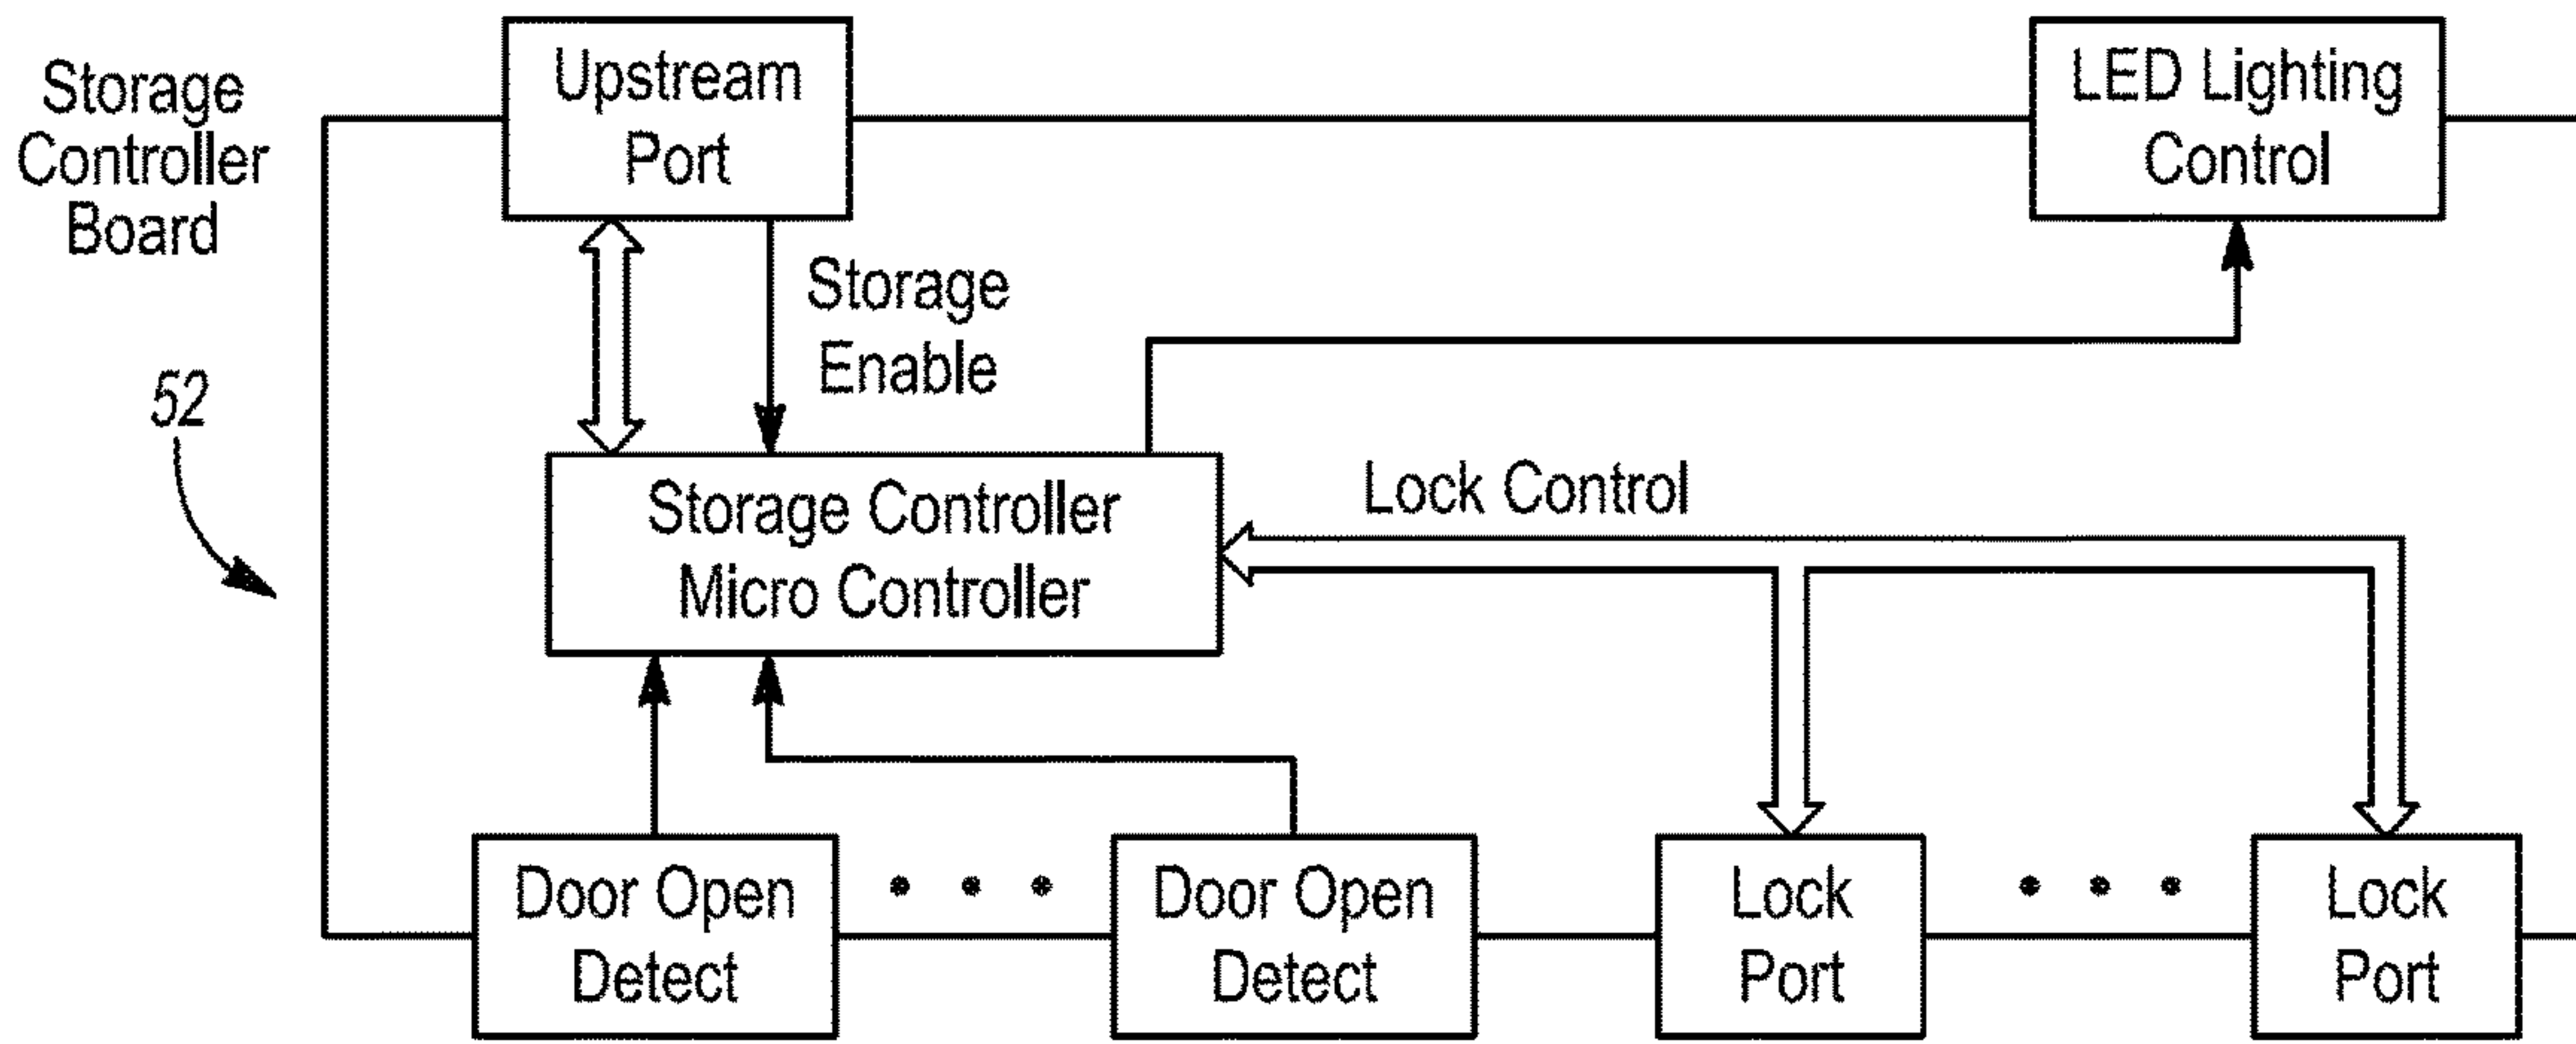 Storage
Controller
Board
52
Upstream
Port
LED Lighting
Control
Storage
Enable
Storage Controller
Micro Controller
Lock Control
Door Open
Detect
Door Open
Detect
Lock
Port
Lock
Port